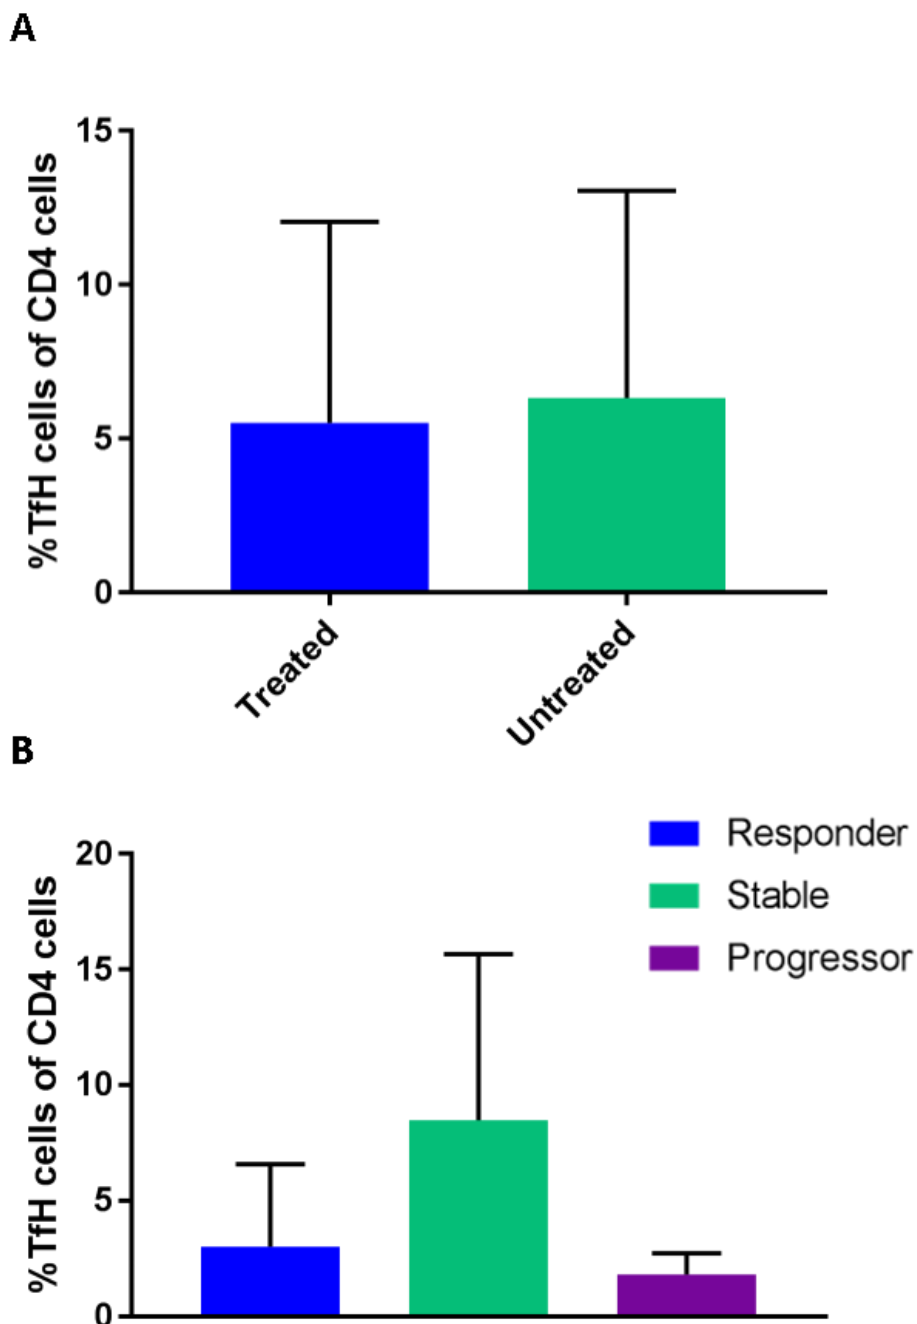 A
15
10
5
0
%TfH cells of CD4 cells
Treated
Untreated
B
20
15
10
5
0
%TfH cells of CD4 cells
Responder
Stable
Progressor